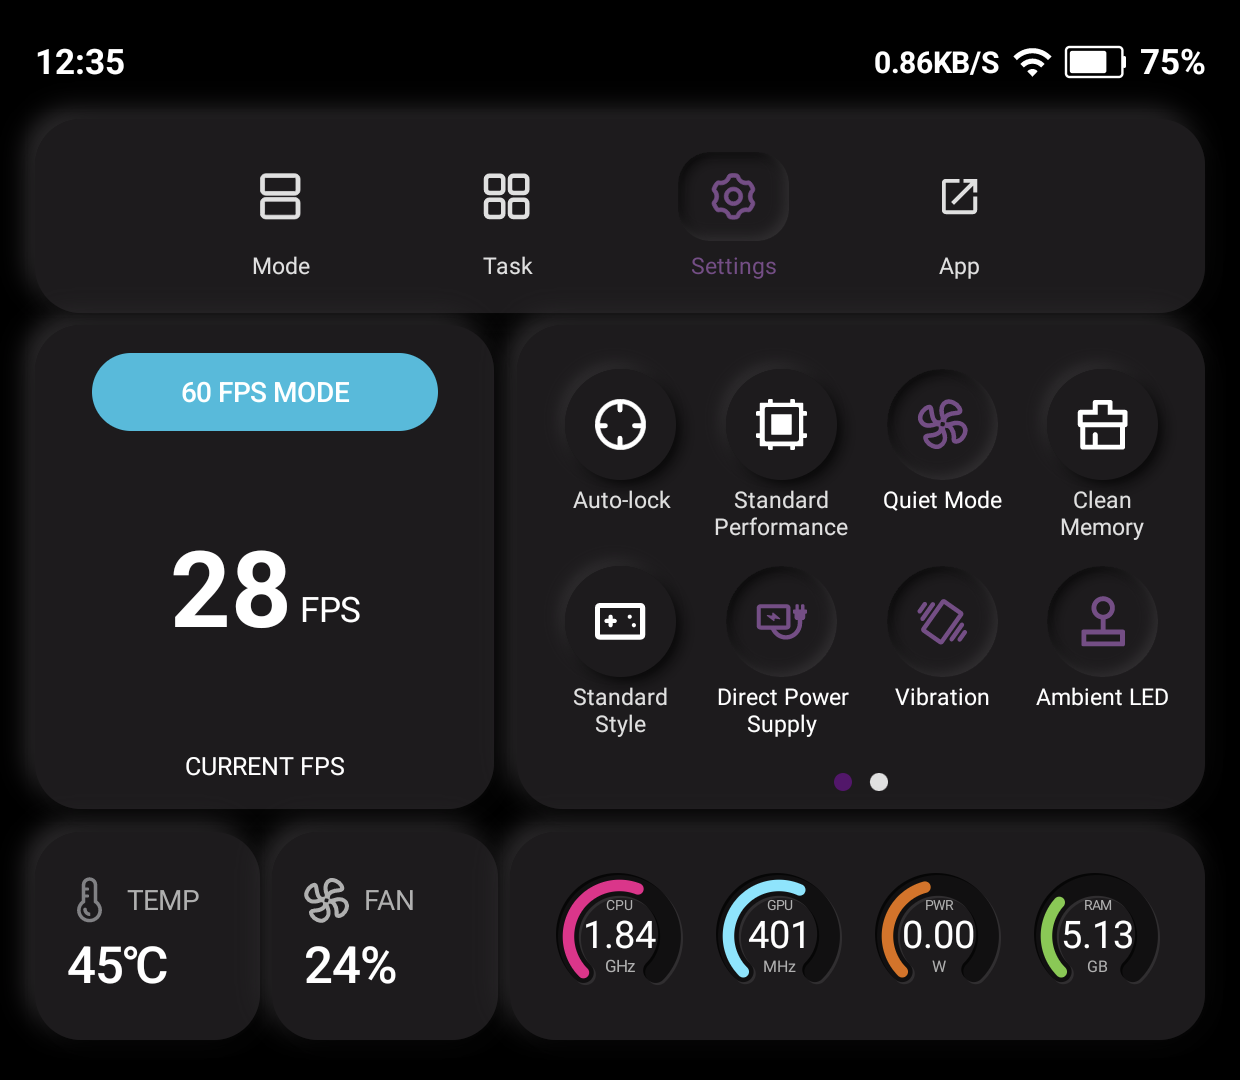 12:35
0.86KB/S 75%
Mode Task Settings App
60 FPS MODE
28 FPS
CURRENT FPS
Auto-lock
Standard
Performance
Quiet Mode
Clean
Memory
Standard
Style
Direct Power
Supply
Vibration
Ambient LED
TEMP
45℃
FAN
24%
CPU
1.84
GHz
GPU
401
MHz
PWR
0.00
W
RAM
5.13
GB